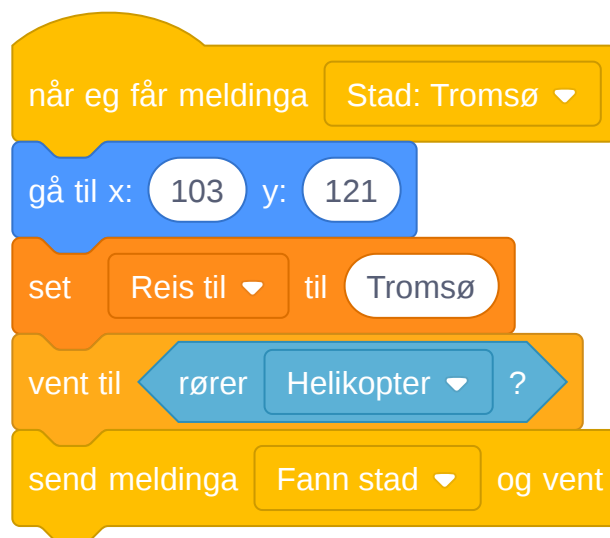 når eg får meldinga Stad: Tromsø
gå til x: 103 y: 121
set Reis til til Tromsø
vent til rører Helikopter ?
send meldinga Fann stad og vent